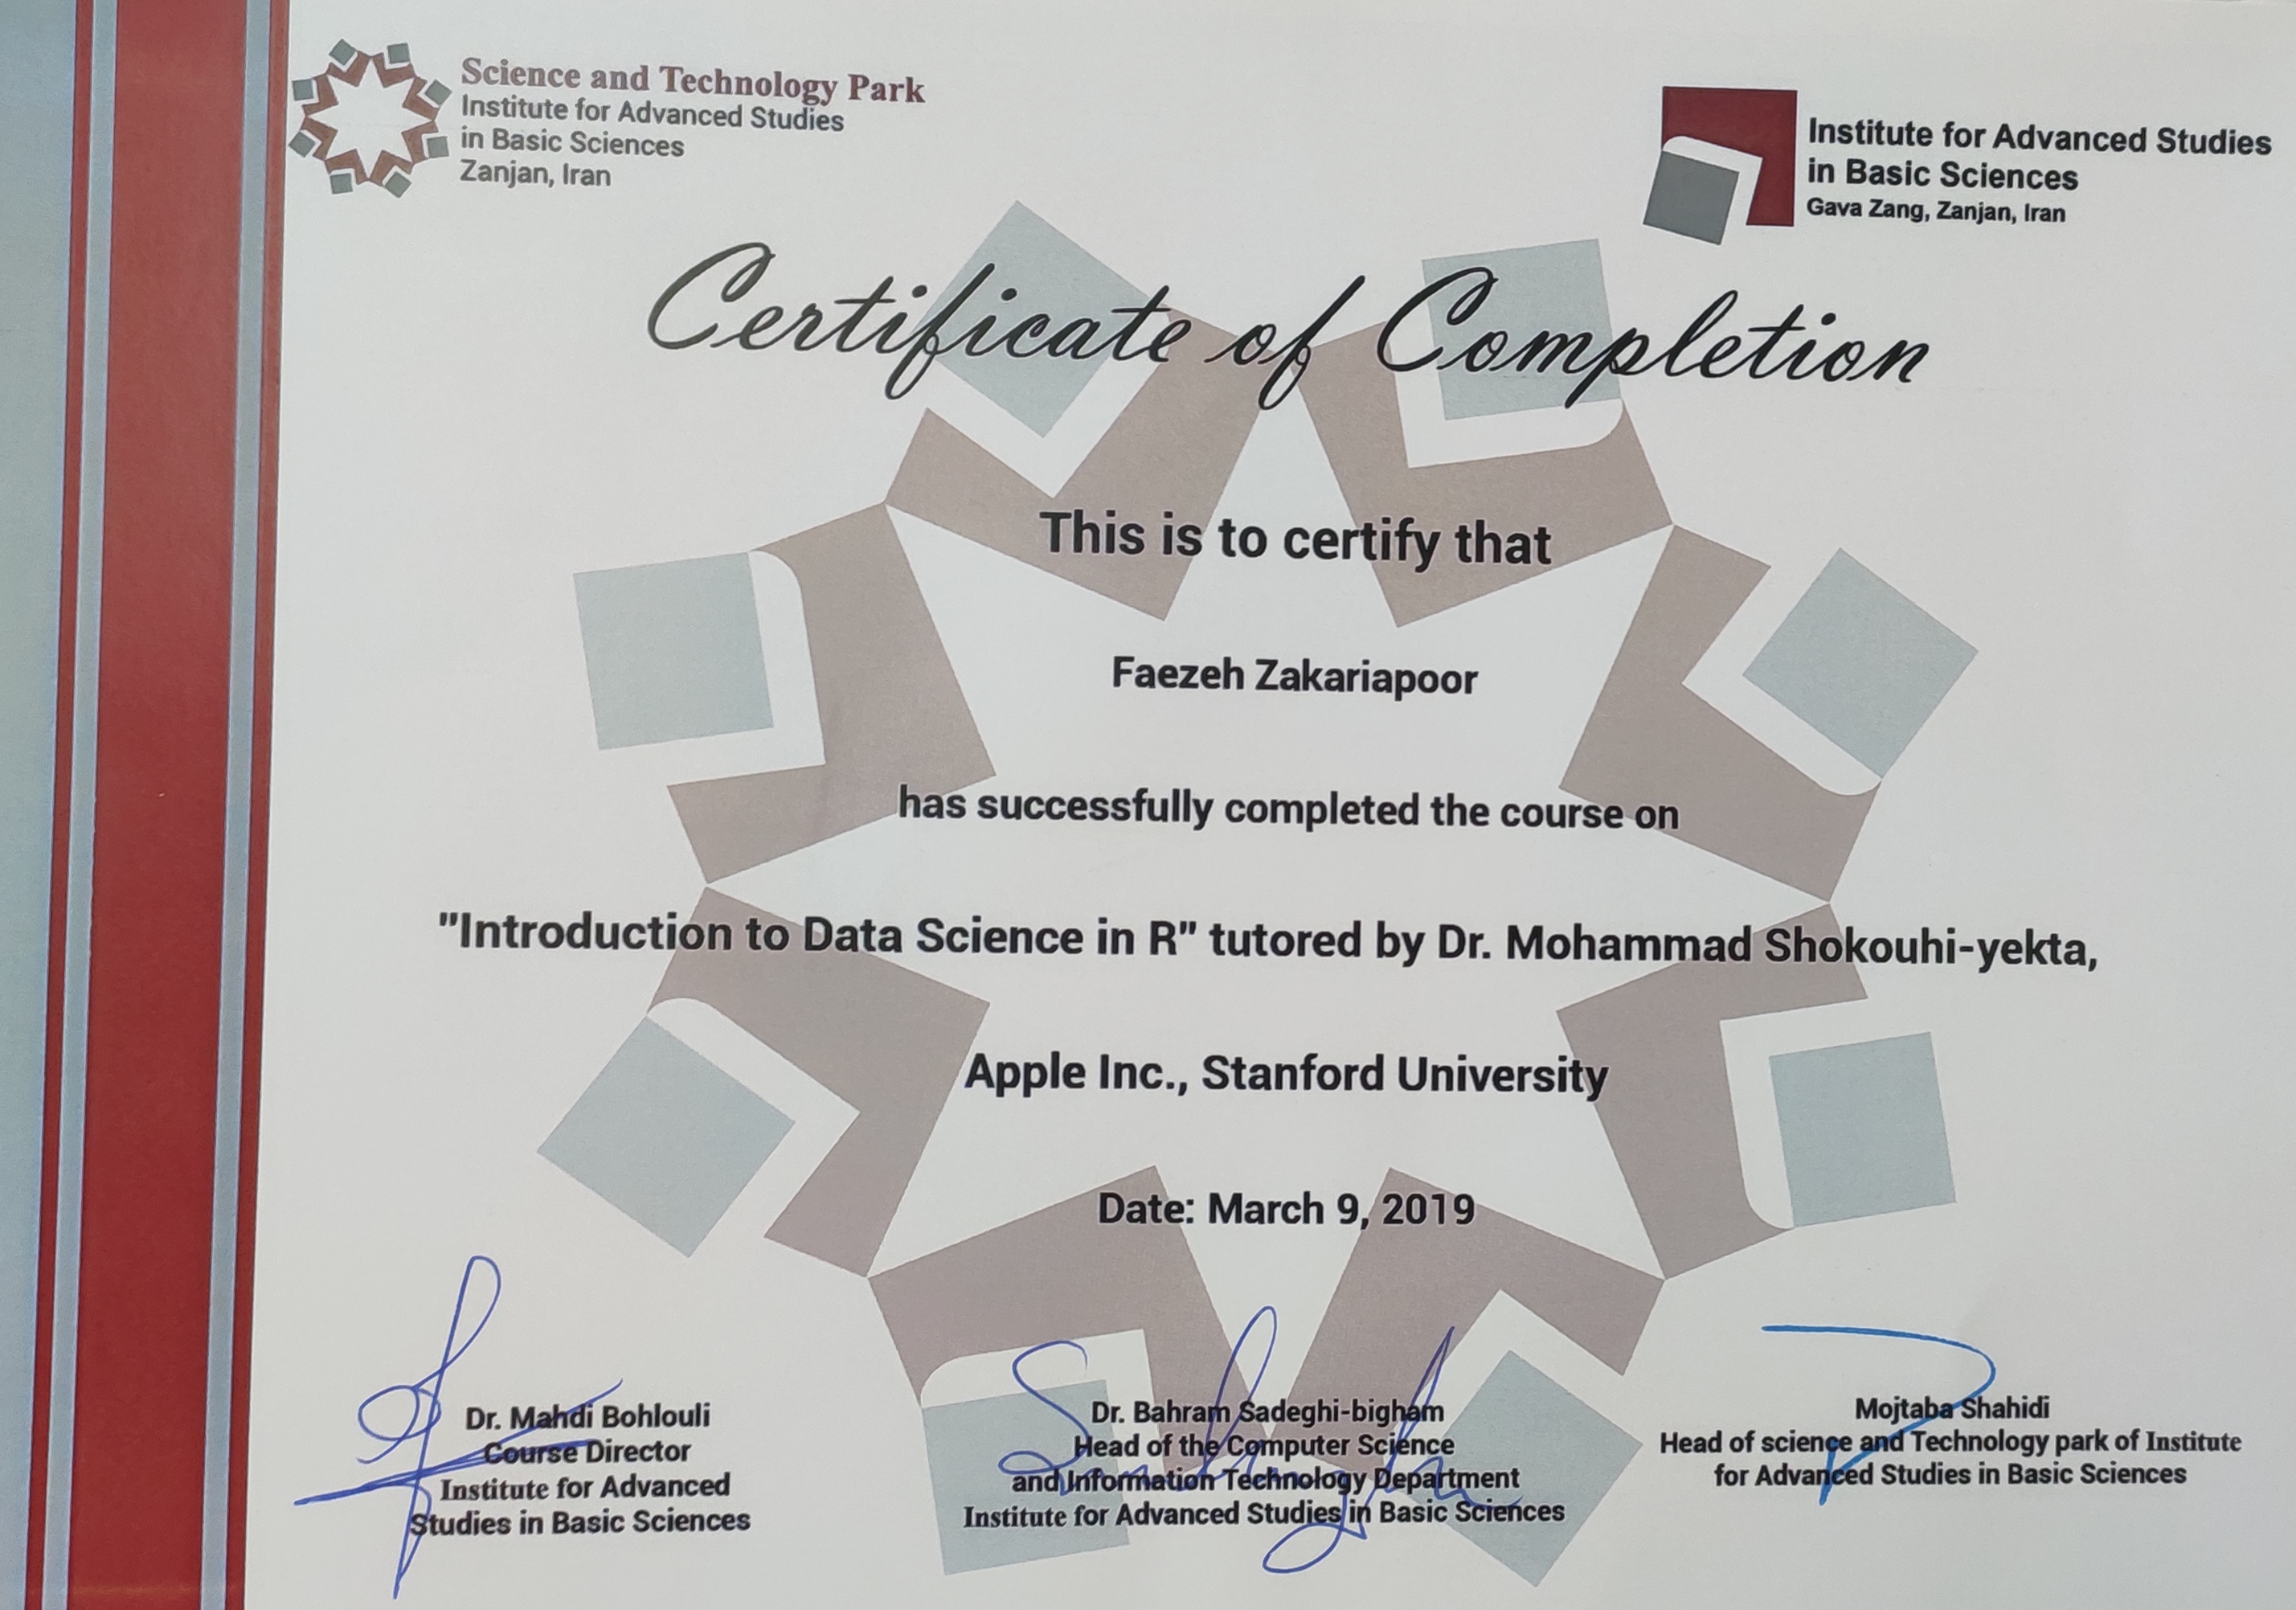 Science and Technology Park
Institute for Advanced Studies
in Basic Sciences
Zanjan, Iran
Institute for Advanced Studies
in Basic Sciences
Gava Zang, Zanjan, Iran
Certificate of Completion
This is to certify that
Faezeh Zakariapoor
has successfully completed the course on
"Introduction to Data Science in R" tutored by Dr. Mohammad Shokouhi-yekta,
Apple Inc., Stanford University
Date: March 9, 2019
Dr. Mahdi Bohlouli
Course Director
Institute for Advanced
Studies in Basic Sciences
Dr. Bahram Sadeghi-bigham
Head of the Computer Science
and Information Technology Department
Institute for Advanced Studies in Basic Sciences
Mojtaba Shahidi
Head of science and Technology park of Institute
for Advanced Studies in Basic Sciences